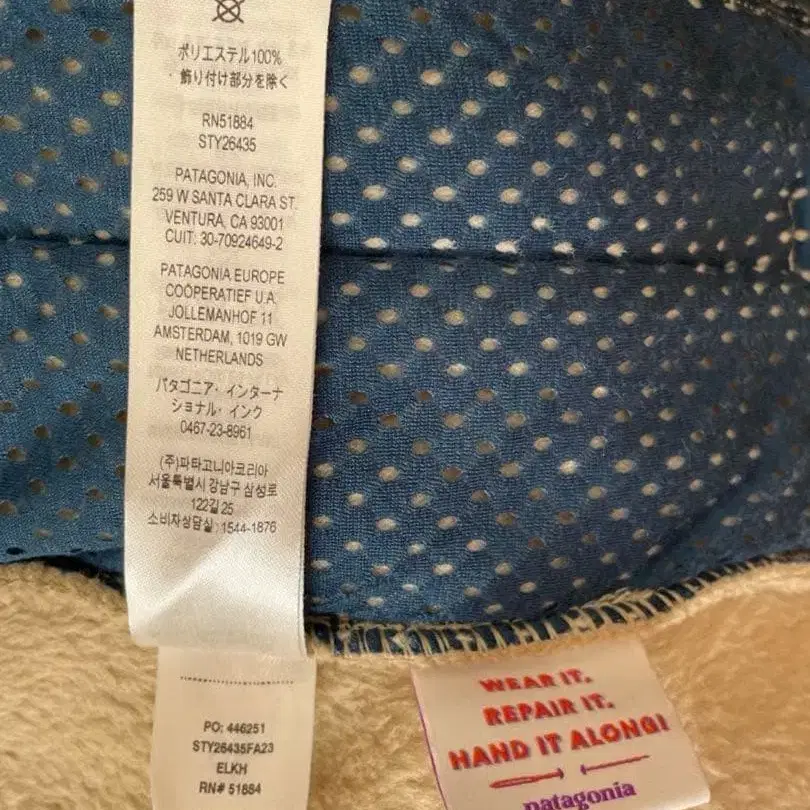 ポリエステル100%
・飾り付け部分を除く
RN51884
STY26435
PATAGONIA, INC.
259 W SANTA CLARA ST.
VENTURA, CA 93001
CUIT: 30-70924649-2
PATAGONIA EUROPE
COÖPERATIEF U.A.
JOLLEMANHOF 11
AMSTERDAM, 1019 GW
NETHERLANDS
パタゴニア・インターナ
ショナル・インク
0467-23-8961
(주)파타고니아코리아
서울특별시 강남구 삼성로
122길 25
소비자상담실: 1544-1876
PO: 446251
STY26435FA23
ELKH
RN# 51884
WEAR IT.
REPAIR IT.
HAND IT ALONG!
patagonia